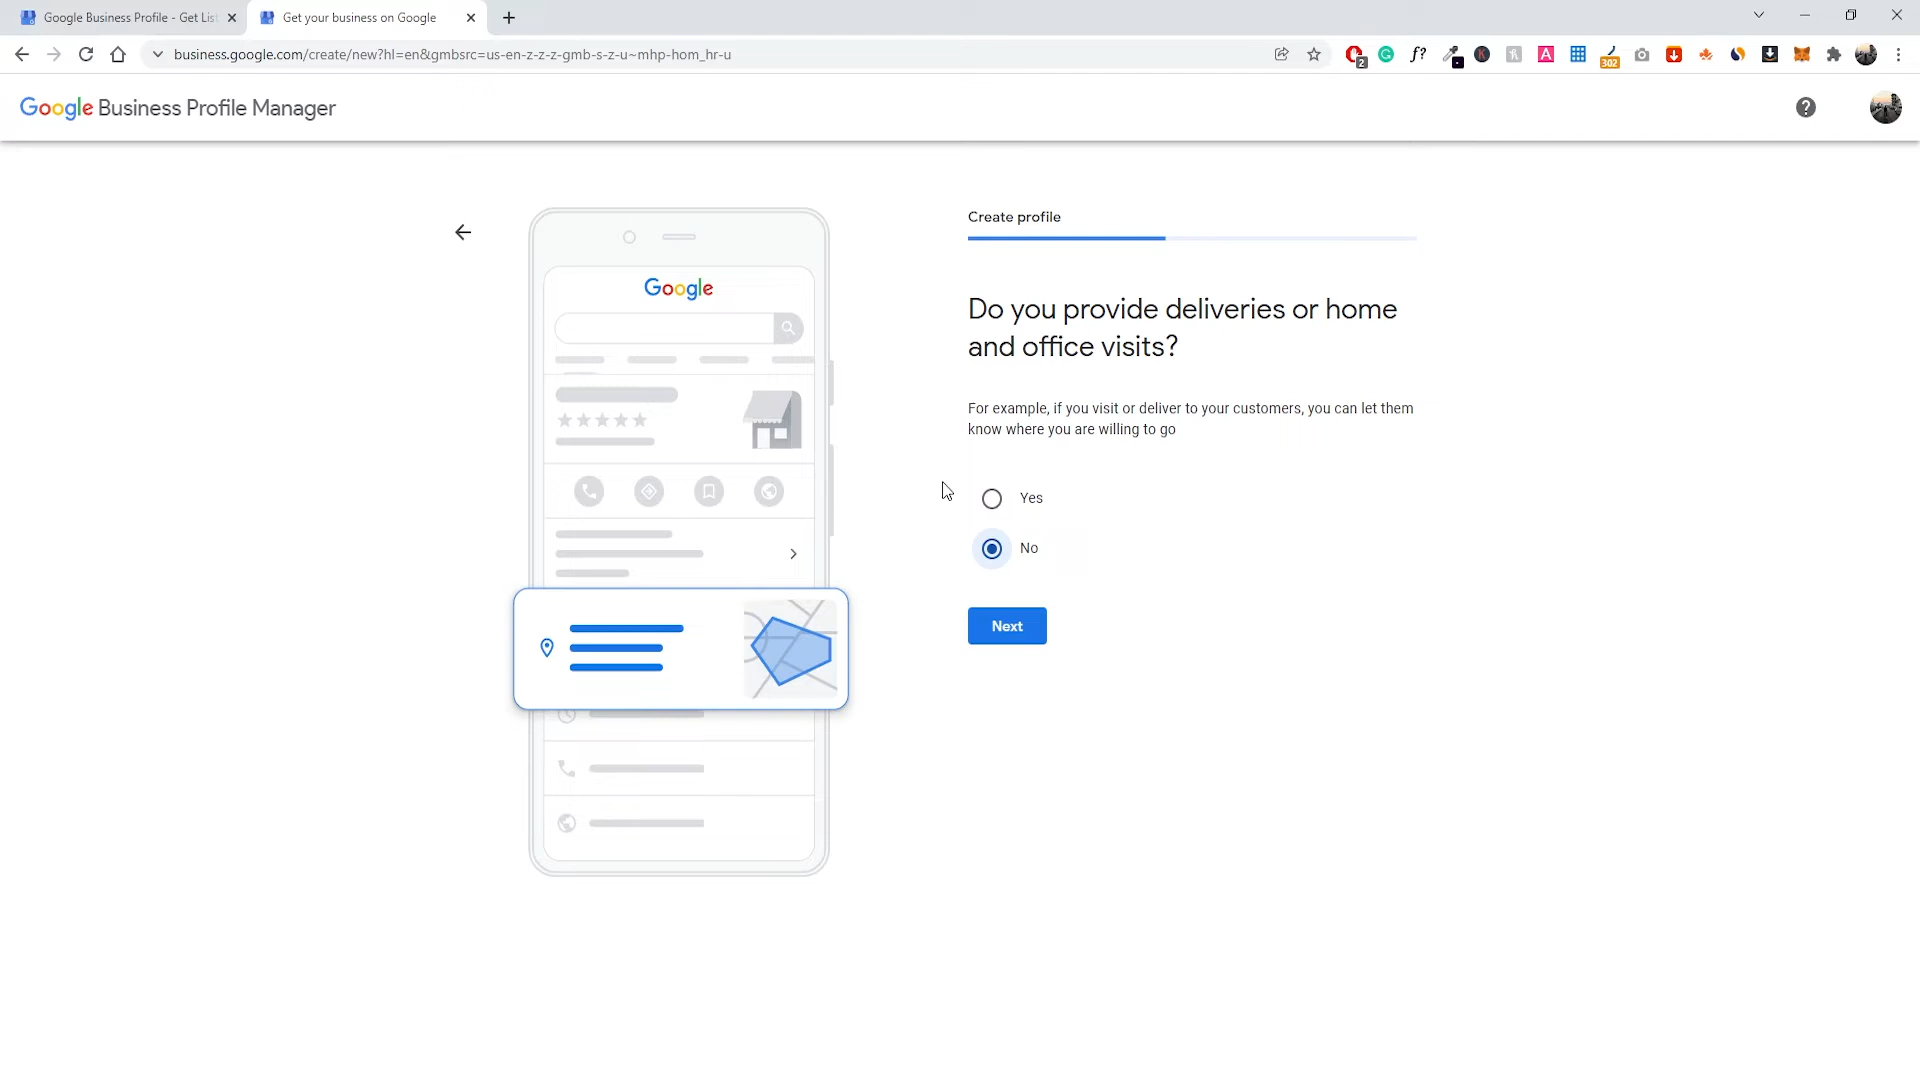 Google Business Profile - Get List
Get your business on Google
business.google.com/create/new?hl=en&gmbsrc=us-en-z-z-z-gmb-s-z-u~mhp-hom_hr-u
2
f?
A
302
Google Business Profile Manager
Create profile
Google
Do you provide deliveries or home
and office visits?
For example, if you visit or deliver to your customers, you can let them
know where you are willing to go
Yes
No
Next